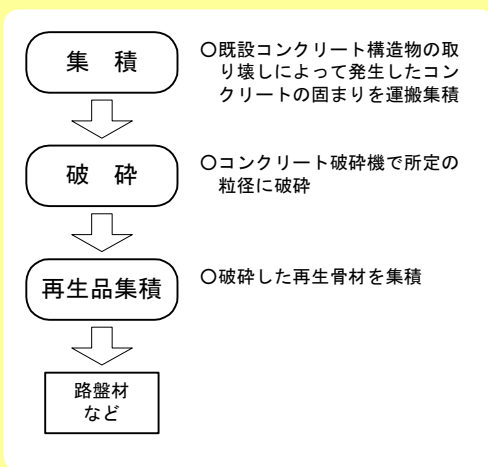 集　積
〇既設コンクリート構造物の取
り壊しによって発生したコン
クリートの固まりを運搬集積
破　砕
〇コンクリート破砕機で所定の
粒径に破砕
再生品集積
〇破砕した再生骨材を集積
路盤材
など